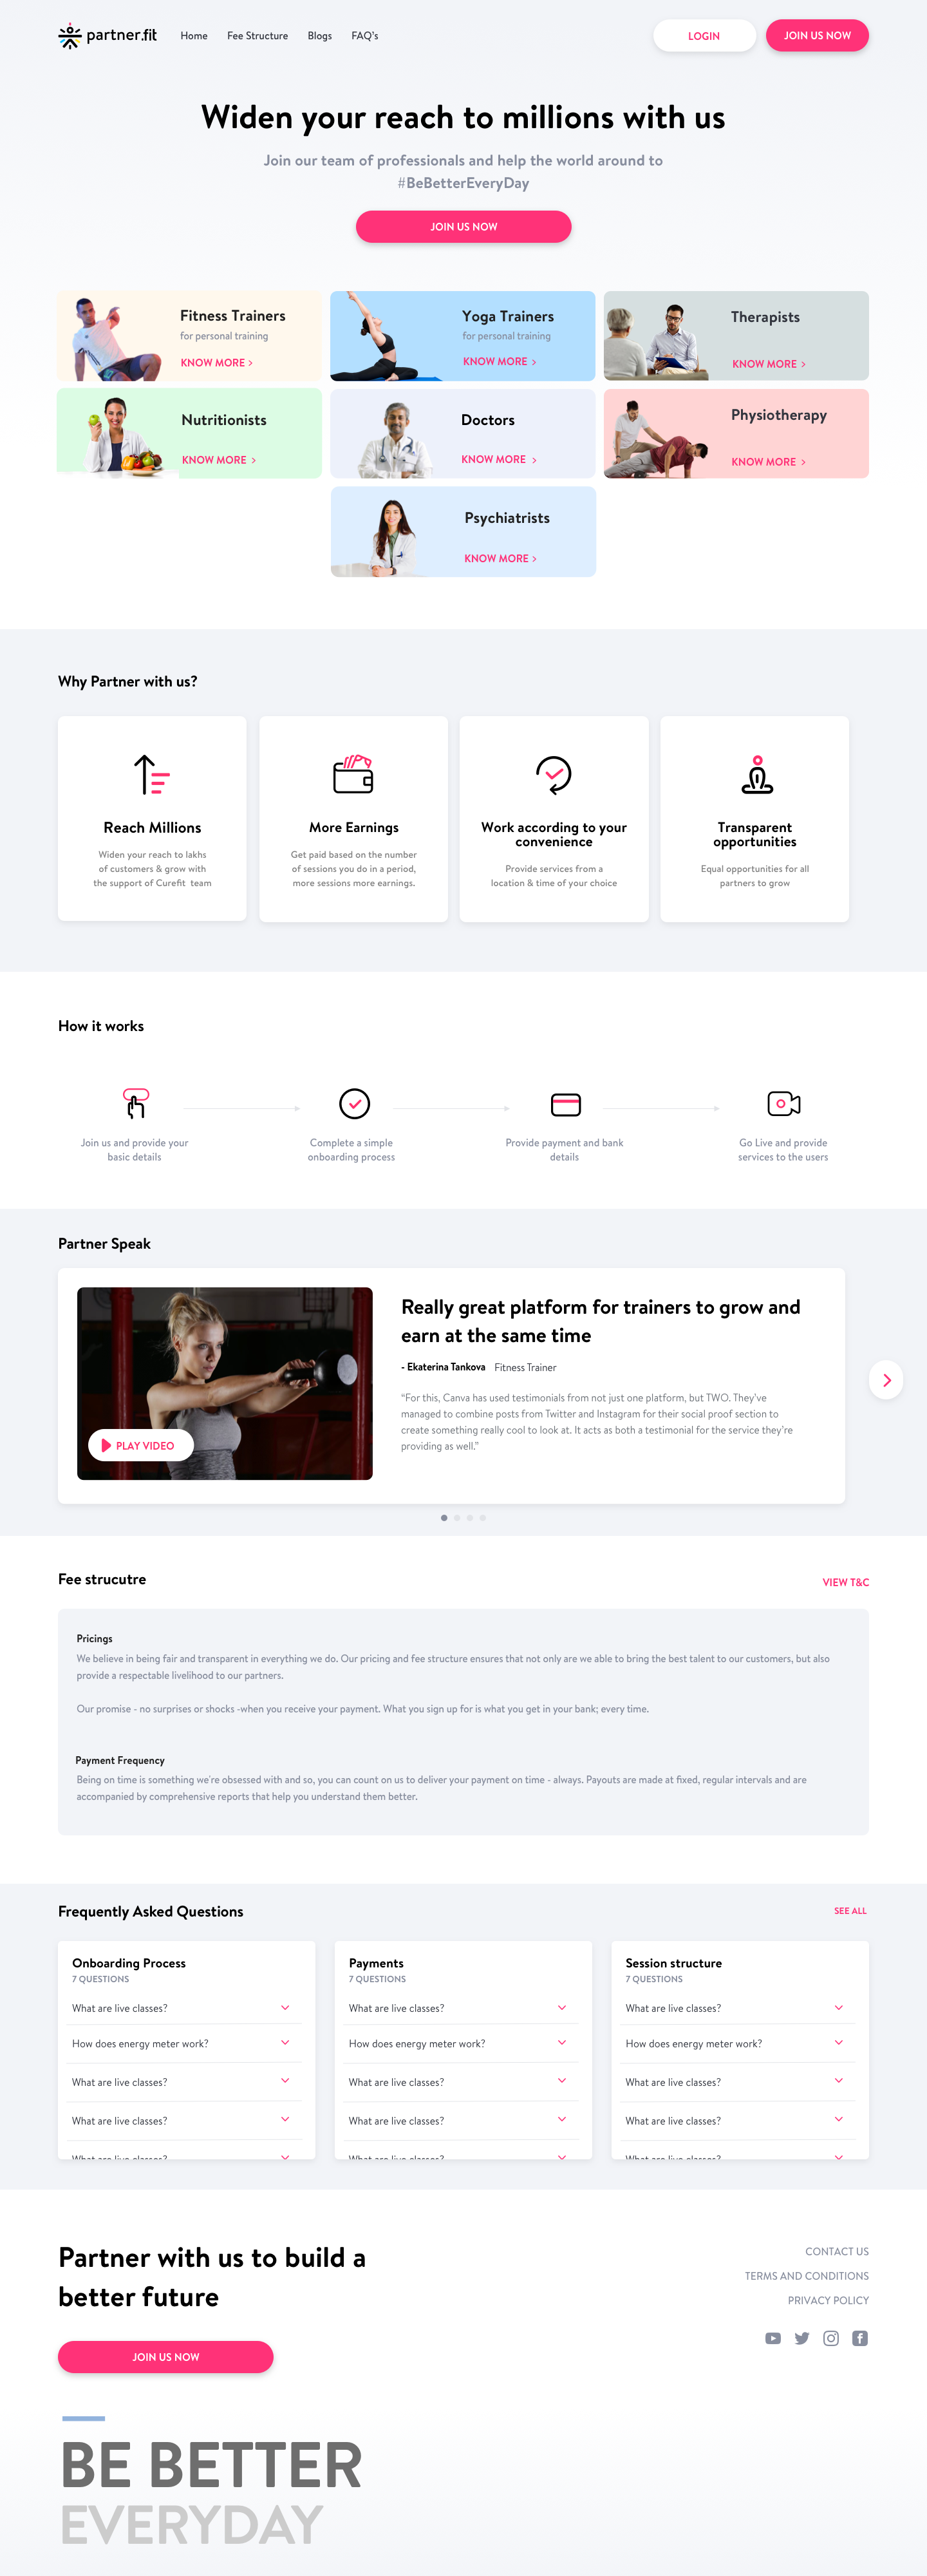 partner.fit
Home
Fee Structure
Blogs
FAQ's
LOGIN
JOIN US NOW
Widen your reach to millions with us
Join our team of professionals and help the world around to
#BeBetterEveryDay
JOIN US NOW
Fitness Trainers
for personal training
KNOW MORE >
Yoga Trainers
for personal training
KNOW MORE >
Therapists
KNOW MORE >
Nutritionists
KNOW MORE >
Doctors
KNOW MORE >
Physiotherapy
KNOW MORE >
Psychiatrists
KNOW MORE >
Why Partner with us?
Reach Millions
Widen your reach to lakhs
of customers & grow with
the support of Curefit team
More Earnings
Get paid based on the number
of sessions you do in a period,
more sessions more earnings.
Work according to your
convenience
Provide services from a
location & time of your choice
Transparent
opportunities
Equal opportunities for all
partners to grow
How it works
Join us and provide your
basic details
Complete a simple
onboarding process
Provide payment and bank
details
Go Live and provide
services to the users
Partner Speak
PLAY VIDEO
Really great platform for trainers to grow and
earn at the same time
- Ekaterina Tankova Fitness Trainer
“For this, Canva has used testimonials from not just one platform, but TWO. They’ve
managed to combine posts from Twitter and Instagram for their social proof section to
create something really cool to look at. It acts as both a testimonial for the service they’re
providing as well.”
Fee strucutre
VIEW T&C
Pricings
We believe in being fair and transparent in everything we do. Our pricing and fee structure ensures that not only are we able to bring the best talent to our customers, but also
provide a respectable livelihood to our partners.
Our promise - no surprises or shocks -when you receive your payment. What you sign up for is what you get in your bank; every time.
Payment Frequency
Being on time is something we're obsessed with and so, you can count on us to deliver your payment on time - always. Payouts are made at fixed, regular intervals and are
accompanied by comprehensive reports that help you understand them better.
Frequently Asked Questions
SEE ALL
Onboarding Process
7 QUESTIONS
What are live classes?
How does energy meter work?
What are live classes?
What are live classes?
What are live classes?
Payments
7 QUESTIONS
What are live classes?
How does energy meter work?
What are live classes?
What are live classes?
What are live classes?
Session structure
7 QUESTIONS
What are live classes?
How does energy meter work?
What are live classes?
What are live classes?
What are live classes?
Partner with us to build a
better future
JOIN US NOW
CONTACT US
TERMS AND CONDITIONS
PRIVACY POLICY
BE BETTER
EVERYDAY